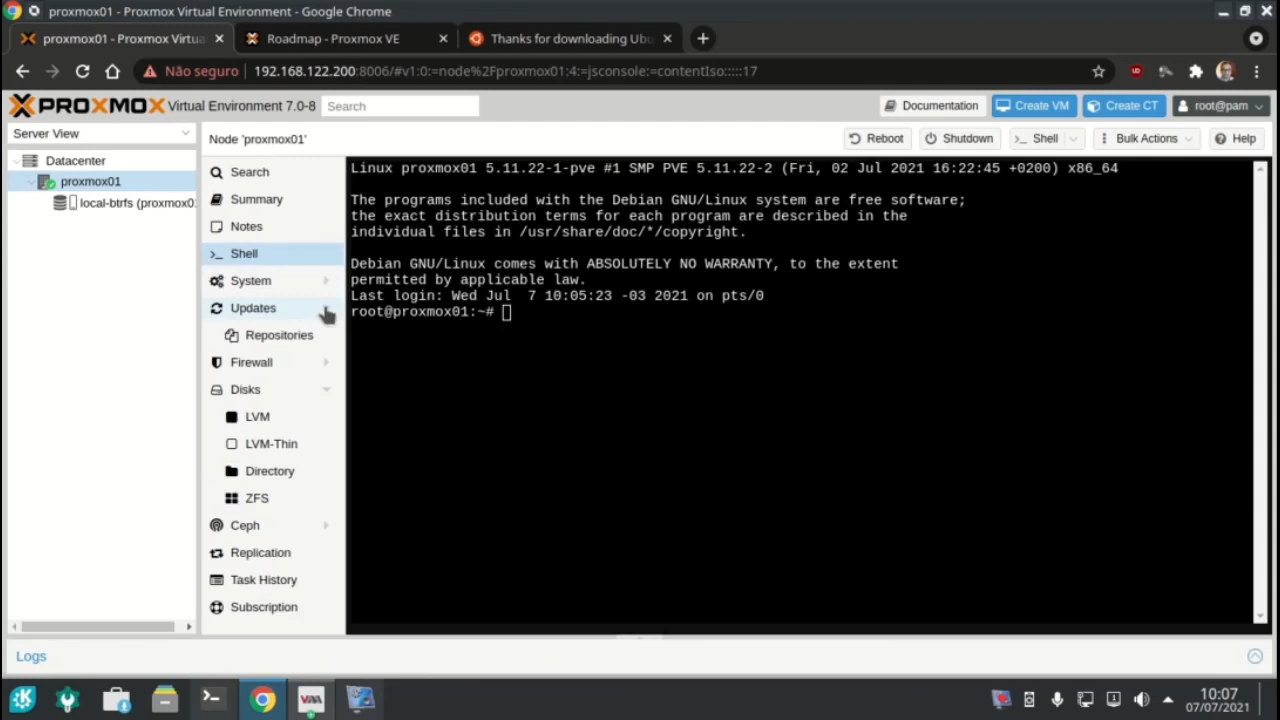 proxmox01 - Proxmox Virtual Environment - Google Chrome
proxmox01 - Proxmox Virtua
Roadmap - Proxmox VE
Thanks for downloading Ubu
Não seguro
192.168.122.200:8006/#v1:0:=node%2Fproxmox01:4:=jsconsole:=contentIso:::::17
PROXMOX Virtual Environment 7.0-8
Search
Documentation
Create VM
Create CT
root@pam
Server View
Node 'proxmox01'
Reboot
Shutdown
Shell
Bulk Actions
Help
Datacenter
proxmox01
local-btrfs (proxmox01
Search
Summary
Notes
Shell
System
Updates
Repositories
Firewall
Disks
LVM
LVM-Thin
Directory
ZFS
Ceph
Replication
Task History
Subscription
Linux proxmox01 5.11.22-1-pve #1 SMP PVE 5.11.22-2 (Fri, 02 Jul 2021 16:22:45 +0200) x86_64
The programs included with the Debian GNU/Linux system are free software;
the exact distribution terms for each program are described in the
individual files in /usr/share/doc/*/copyright.
Debian GNU/Linux comes with ABSOLUTELY NO WARRANTY, to the extent
permitted by applicable law.
Last login: Wed Jul  7 10:05:23 -03 2021 on pts/0
root@proxmox01:~#
Logs
10:07
07/07/2021